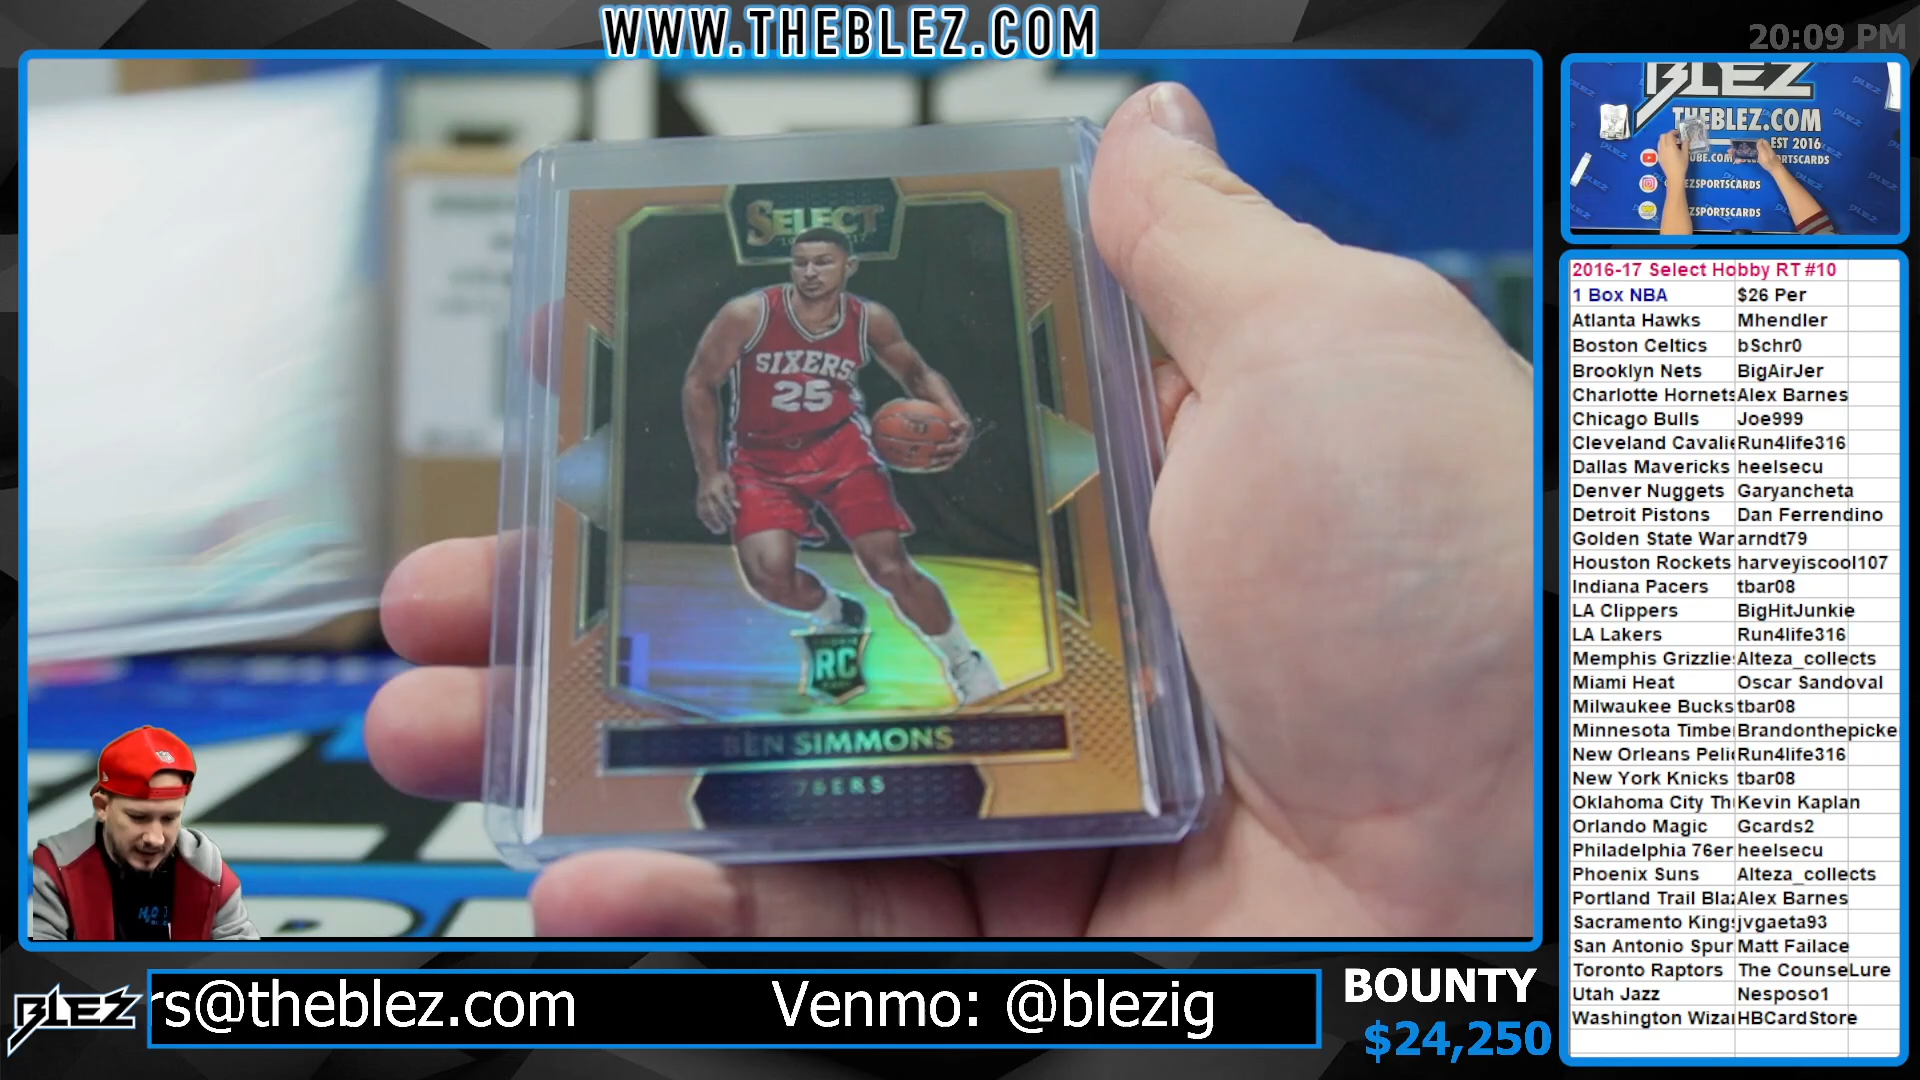 WWW.THEBLEZ.COM
20:09 PM
BLEZ
THEBLEZ.COM
EST 2016
EZSPORTSCARDS
ZSPORTSCARDS
SELECT
SIXERS
25
RC
BEN SIMMONS
76ERS
2016-17 Select Hobby RT #10
1 Box NBA $26 Per
Atlanta Hawks Mhendler
Boston Celtics bSchr0
Brooklyn Nets BigAirJer
Charlotte Hornets Alex Barnes
Chicago Bulls Joe999
Cleveland Cavalie Run4life316
Dallas Mavericks heelsecu
Denver Nuggets Garyancheta
Detroit Pistons Dan Ferrendino
Golden State War arndt79
Houston Rockets harveyiscool107
Indiana Pacers tbar08
LA Clippers BigHitJunkie
LA Lakers Run4life316
Memphis Grizzlie Alteza_collects
Miami Heat Oscar Sandoval
Milwaukee Bucks tbar08
Minnesota Timbe Brandonthepicke
New Orleans Peli Run4life316
New York Knicks tbar08
Oklahoma City Th Kevin Kaplan
Orlando Magic Gcards2
Philadelphia 76er heelsecu
Phoenix Suns Alteza_collects
Portland Trail Bla Alex Barnes
Sacramento Kings jvgaeta93
San Antonio Spur Matt Failace
Toronto Raptors The CounseLure
Utah Jazz Nesposo1
Washington Wiza HBCardStore
BLEZ
rs@theblez.com Venmo: @blezig
BOUNTY
$24,250